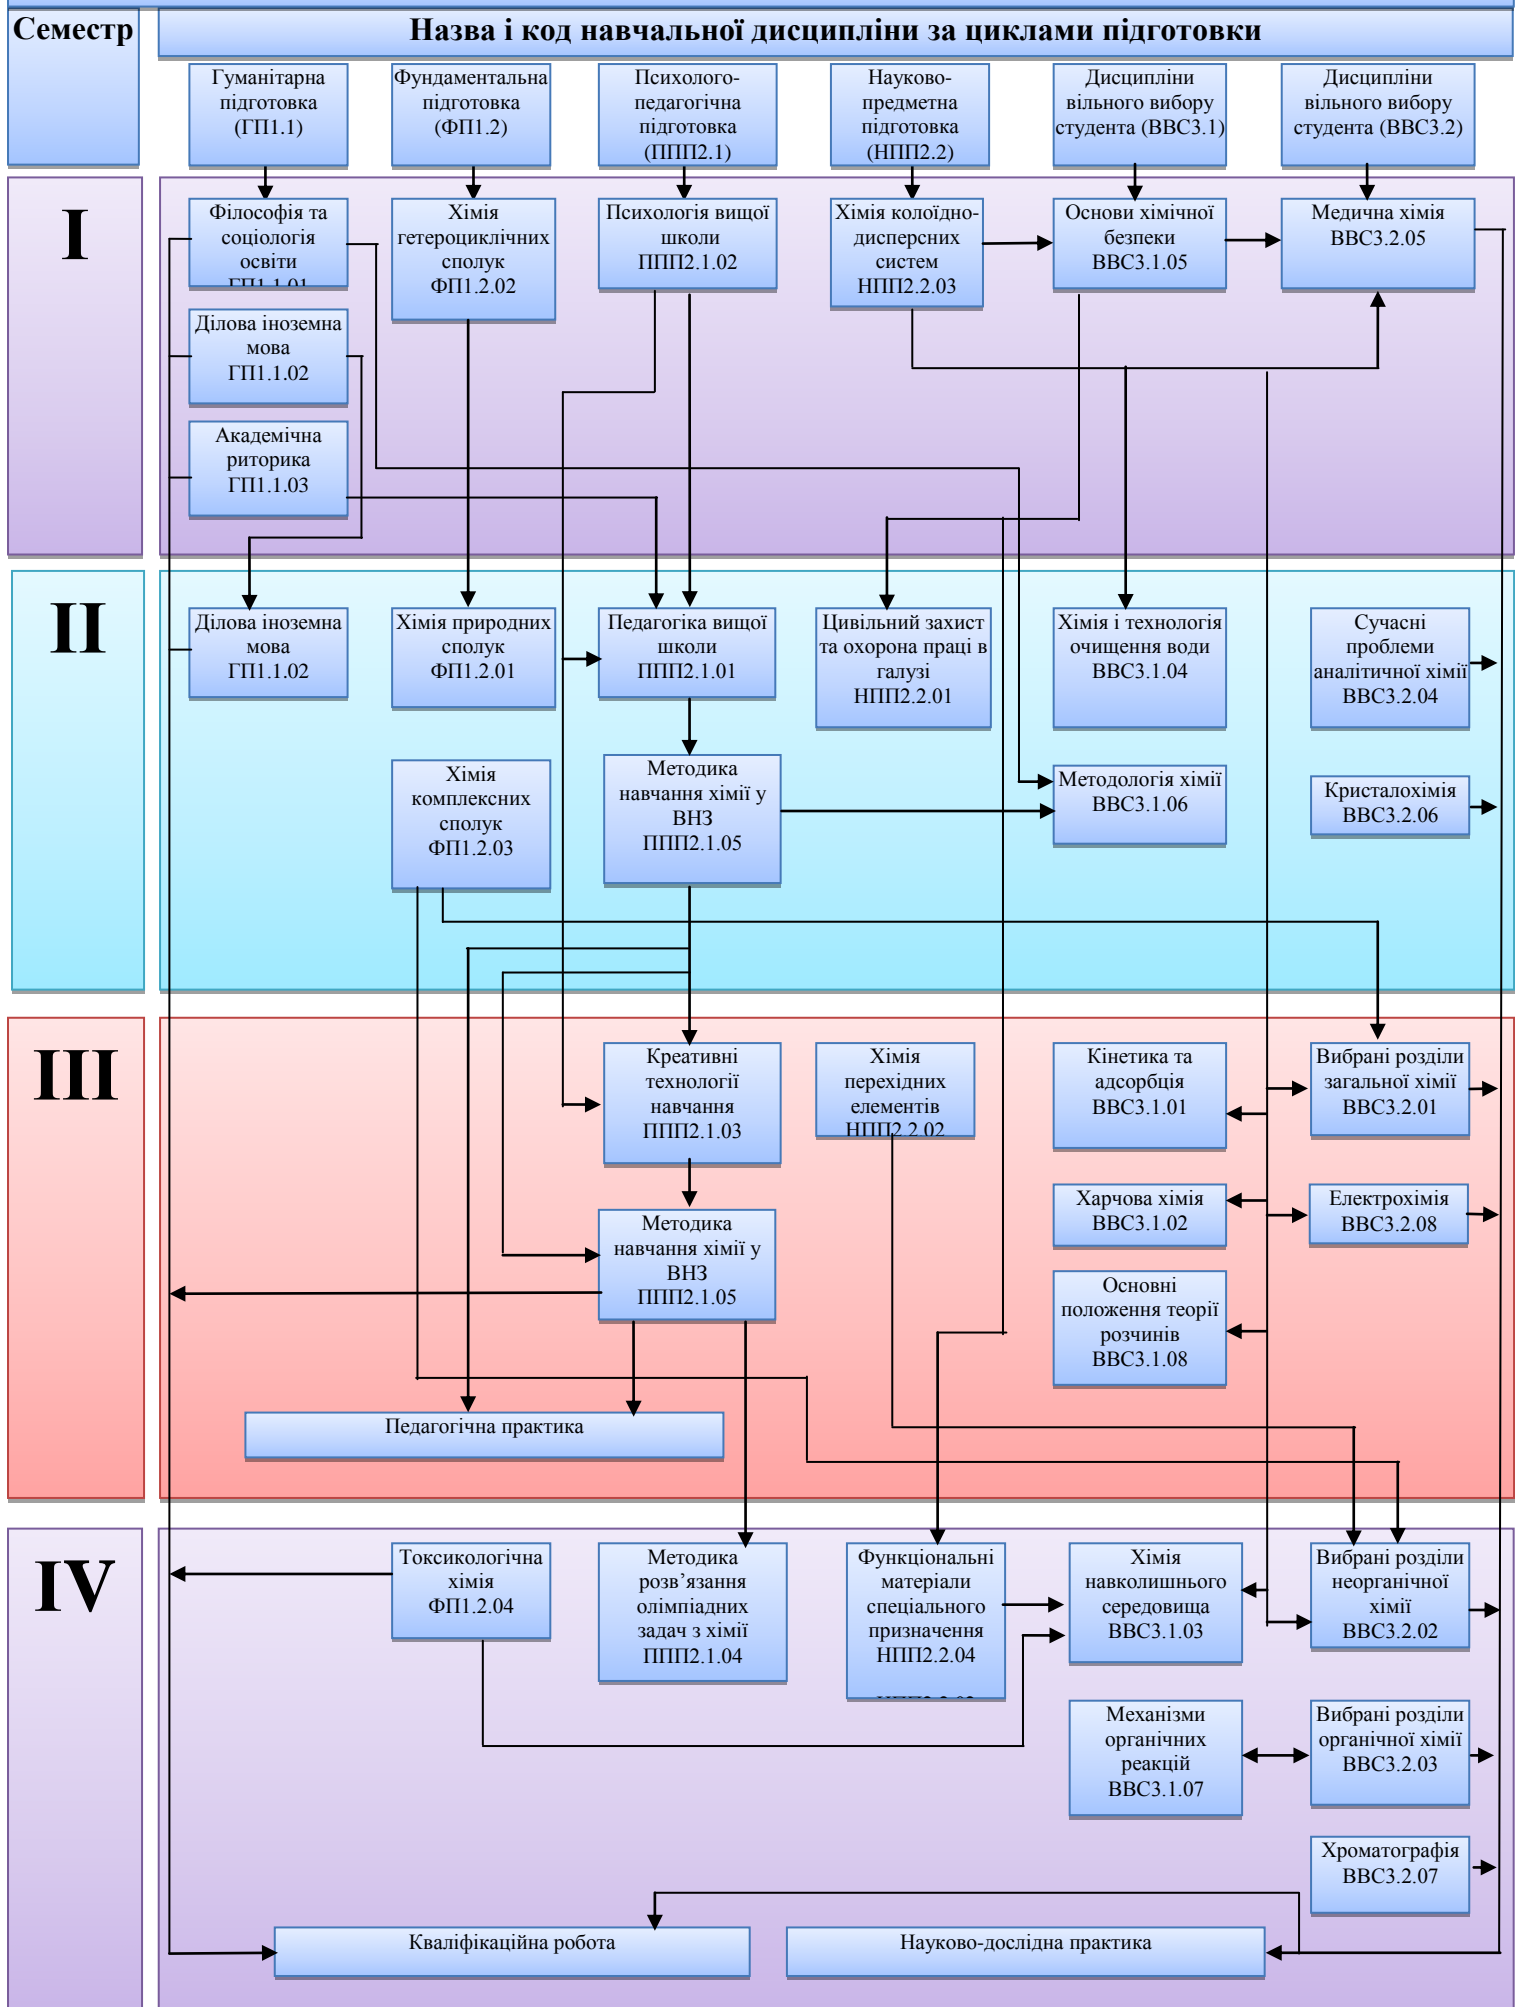 Семестр
Назва і код навчальної дисципліни за циклами підготовки
Гуманітарна
підготовка
(ГП1.1)
Фундаментальна
підготовка
(ФП1.2)
Психолого-
педагогічна
підготовка
(ППП2.1)
Науково-
предметна
підготовка
(НПП2.2)
Дисципліни
вільного вибору
студента (ВВС3.1)
Дисципліни
вільного вибору
студента (ВВС3.2)
I
Філософія та
соціологія
освіти
ГП1.1.01
Хімія
гетероциклічних
сполук
ФП1.2.02
Психологія вищої
школи
ППП2.1.02
Хімія колоїдно-
дисперсних
систем
НПП2.2.03
Основи хімічної
безпеки
ВВС3.1.05
Медична хімія
ВВС3.2.05
Ділова іноземна
мова
ГП1.1.02
Академічна
риторика
ГП1.1.03
II
Ділова іноземна
мова
ГП1.1.02
Хімія природних
сполук
ФП1.2.01
Педагогіка вищої
школи
ППП2.1.01
Цивільний захист
та охорона праці в
галузі
НПП2.2.01
Хімія і технологія
очищення води
ВВС3.1.04
Сучасні
проблеми
аналітичної хімії
ВВС3.2.04
Хімія
комплексних
сполук
ФП1.2.03
Методика
навчання хімії у
ВНЗ
ППП2.1.05
Методологія хімії
ВВС3.1.06
Кристалохімія
ВВС3.2.06
III
Креативні
технології
навчання
ППП2.1.03
Хімія
перехідних
елементів
НПП2.2.02
Кінетика та
адсорбція
ВВС3.1.01
Вибрані розділи
загальної хімії
ВВС3.2.01
Харчова хімія
ВВС3.1.02
Електрохімія
ВВС3.2.08
Методика
навчання хімії у
ВНЗ
ППП2.1.05
Основні
положення теорії
розчинів
ВВС3.1.08
Педагогічна практика
IV
Токсикологічна
хімія
ФП1.2.04
Методика
розв’язання
олімпіадних
задач з хімії
ППП2.1.04
Функціональні
матеріали
спеціального
призначення
НПП2.2.04
Хімія
навколишнього
середовища
ВВС3.1.03
Вибрані розділи
неорганічної
хімії
ВВС3.2.02
Механізми
органічних
реакцій
ВВС3.1.07
Вибрані розділи
органічної хімії
ВВС3.2.03
Хроматографія
ВВС3.2.07
Кваліфікаційна робота
Науково-дослідна практика